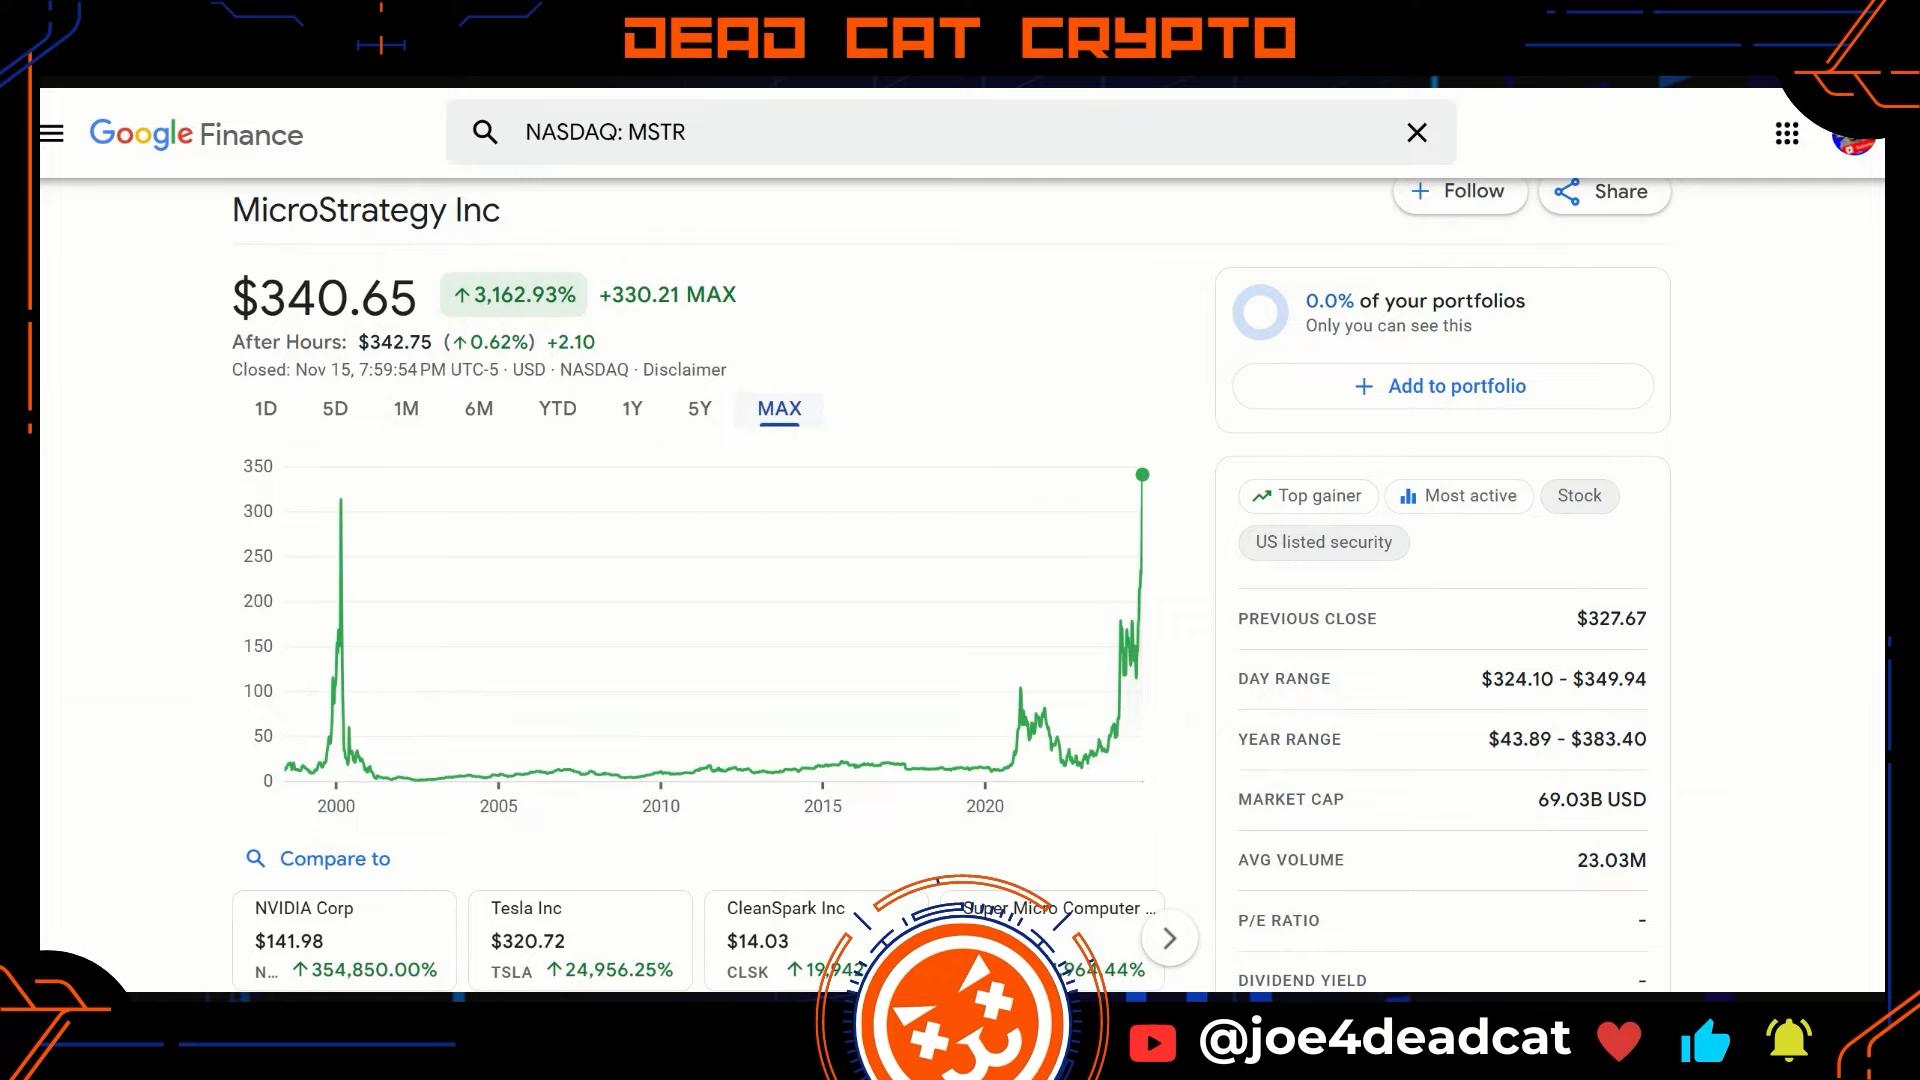 DEAD CAT CRYPTO
Google Finance
NASDAQ: MSTR
MicroStrategy Inc
Follow
Share
$340.65
↑3,162.93%
+330.21 MAX
After Hours: $342.75 (↑0.62%) +2.10
Closed: Nov 15, 7:59:54 PM UTC-5 · USD · NASDAQ · Disclaimer
1D 5D 1M 6M YTD 1Y 5Y MAX
350
300
250
200
150
100
50
0
2000 2005 2010 2015 2020
0.0% of your portfolios
Only you can see this
+ Add to portfolio
Top gainer
Most active
Stock
US listed security
PREVIOUS CLOSE $327.67
DAY RANGE $324.10 - $349.94
YEAR RANGE $43.89 - $383.40
MARKET CAP 69.03B USD
AVG VOLUME 23.03M
P/E RATIO -
DIVIDEND YIELD -
Compare to
NVIDIA Corp
$141.98
N... ↑354,850.00%
Tesla Inc
$320.72
TSLA ↑24,956.25%
CleanSpark Inc
$14.03
CLSK ↑19,942
Super Micro Computer ...
964.44%
@joe4deadcat